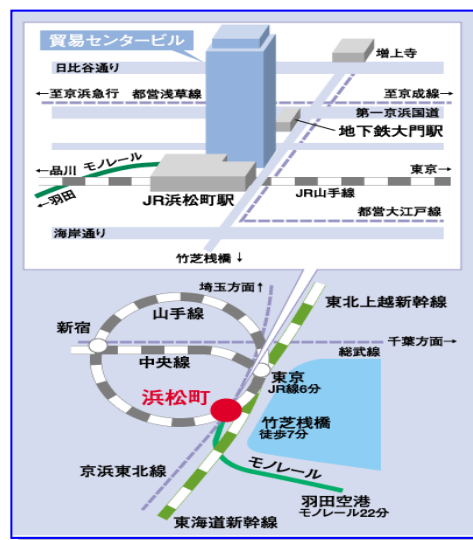 貿易センタービル
増上寺
日比谷通り
←至京浜急行 都営浅草線 至京成線→
第一京浜国道
地下鉄大門駅
←品川 モノレール 東京→
←羽田
JR浜松町駅 JR山手線
都営大江戸線
海岸通り
竹芝桟橋↓
埼玉方面↑
東北上越新幹線
山手線
新宿
千葉方面→
中央線
総武線
東京
JR線6分
浜松町
竹芝桟橋
徒歩7分
京浜東北線
モノレール
羽田空港
モノレール22分
東海道新幹線